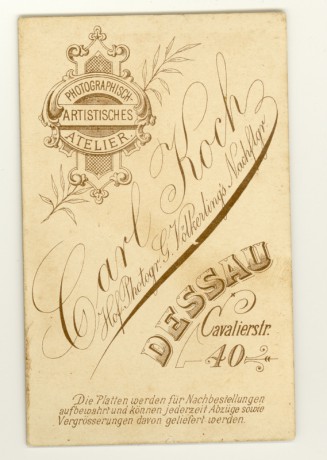 PHOTOGRAPHISCH-
ARTISTISCHES
ATELIER.
Carl Koch
Hof-Photogr. G. Völkerling's Nachflgr.
DESSAU
Cavalierstr.
40
Die Platten werden für Nachbestellungen
aufbewahrt und können jederzeit Abzüge sowie
Vergrösserungen davon geliefert werden.